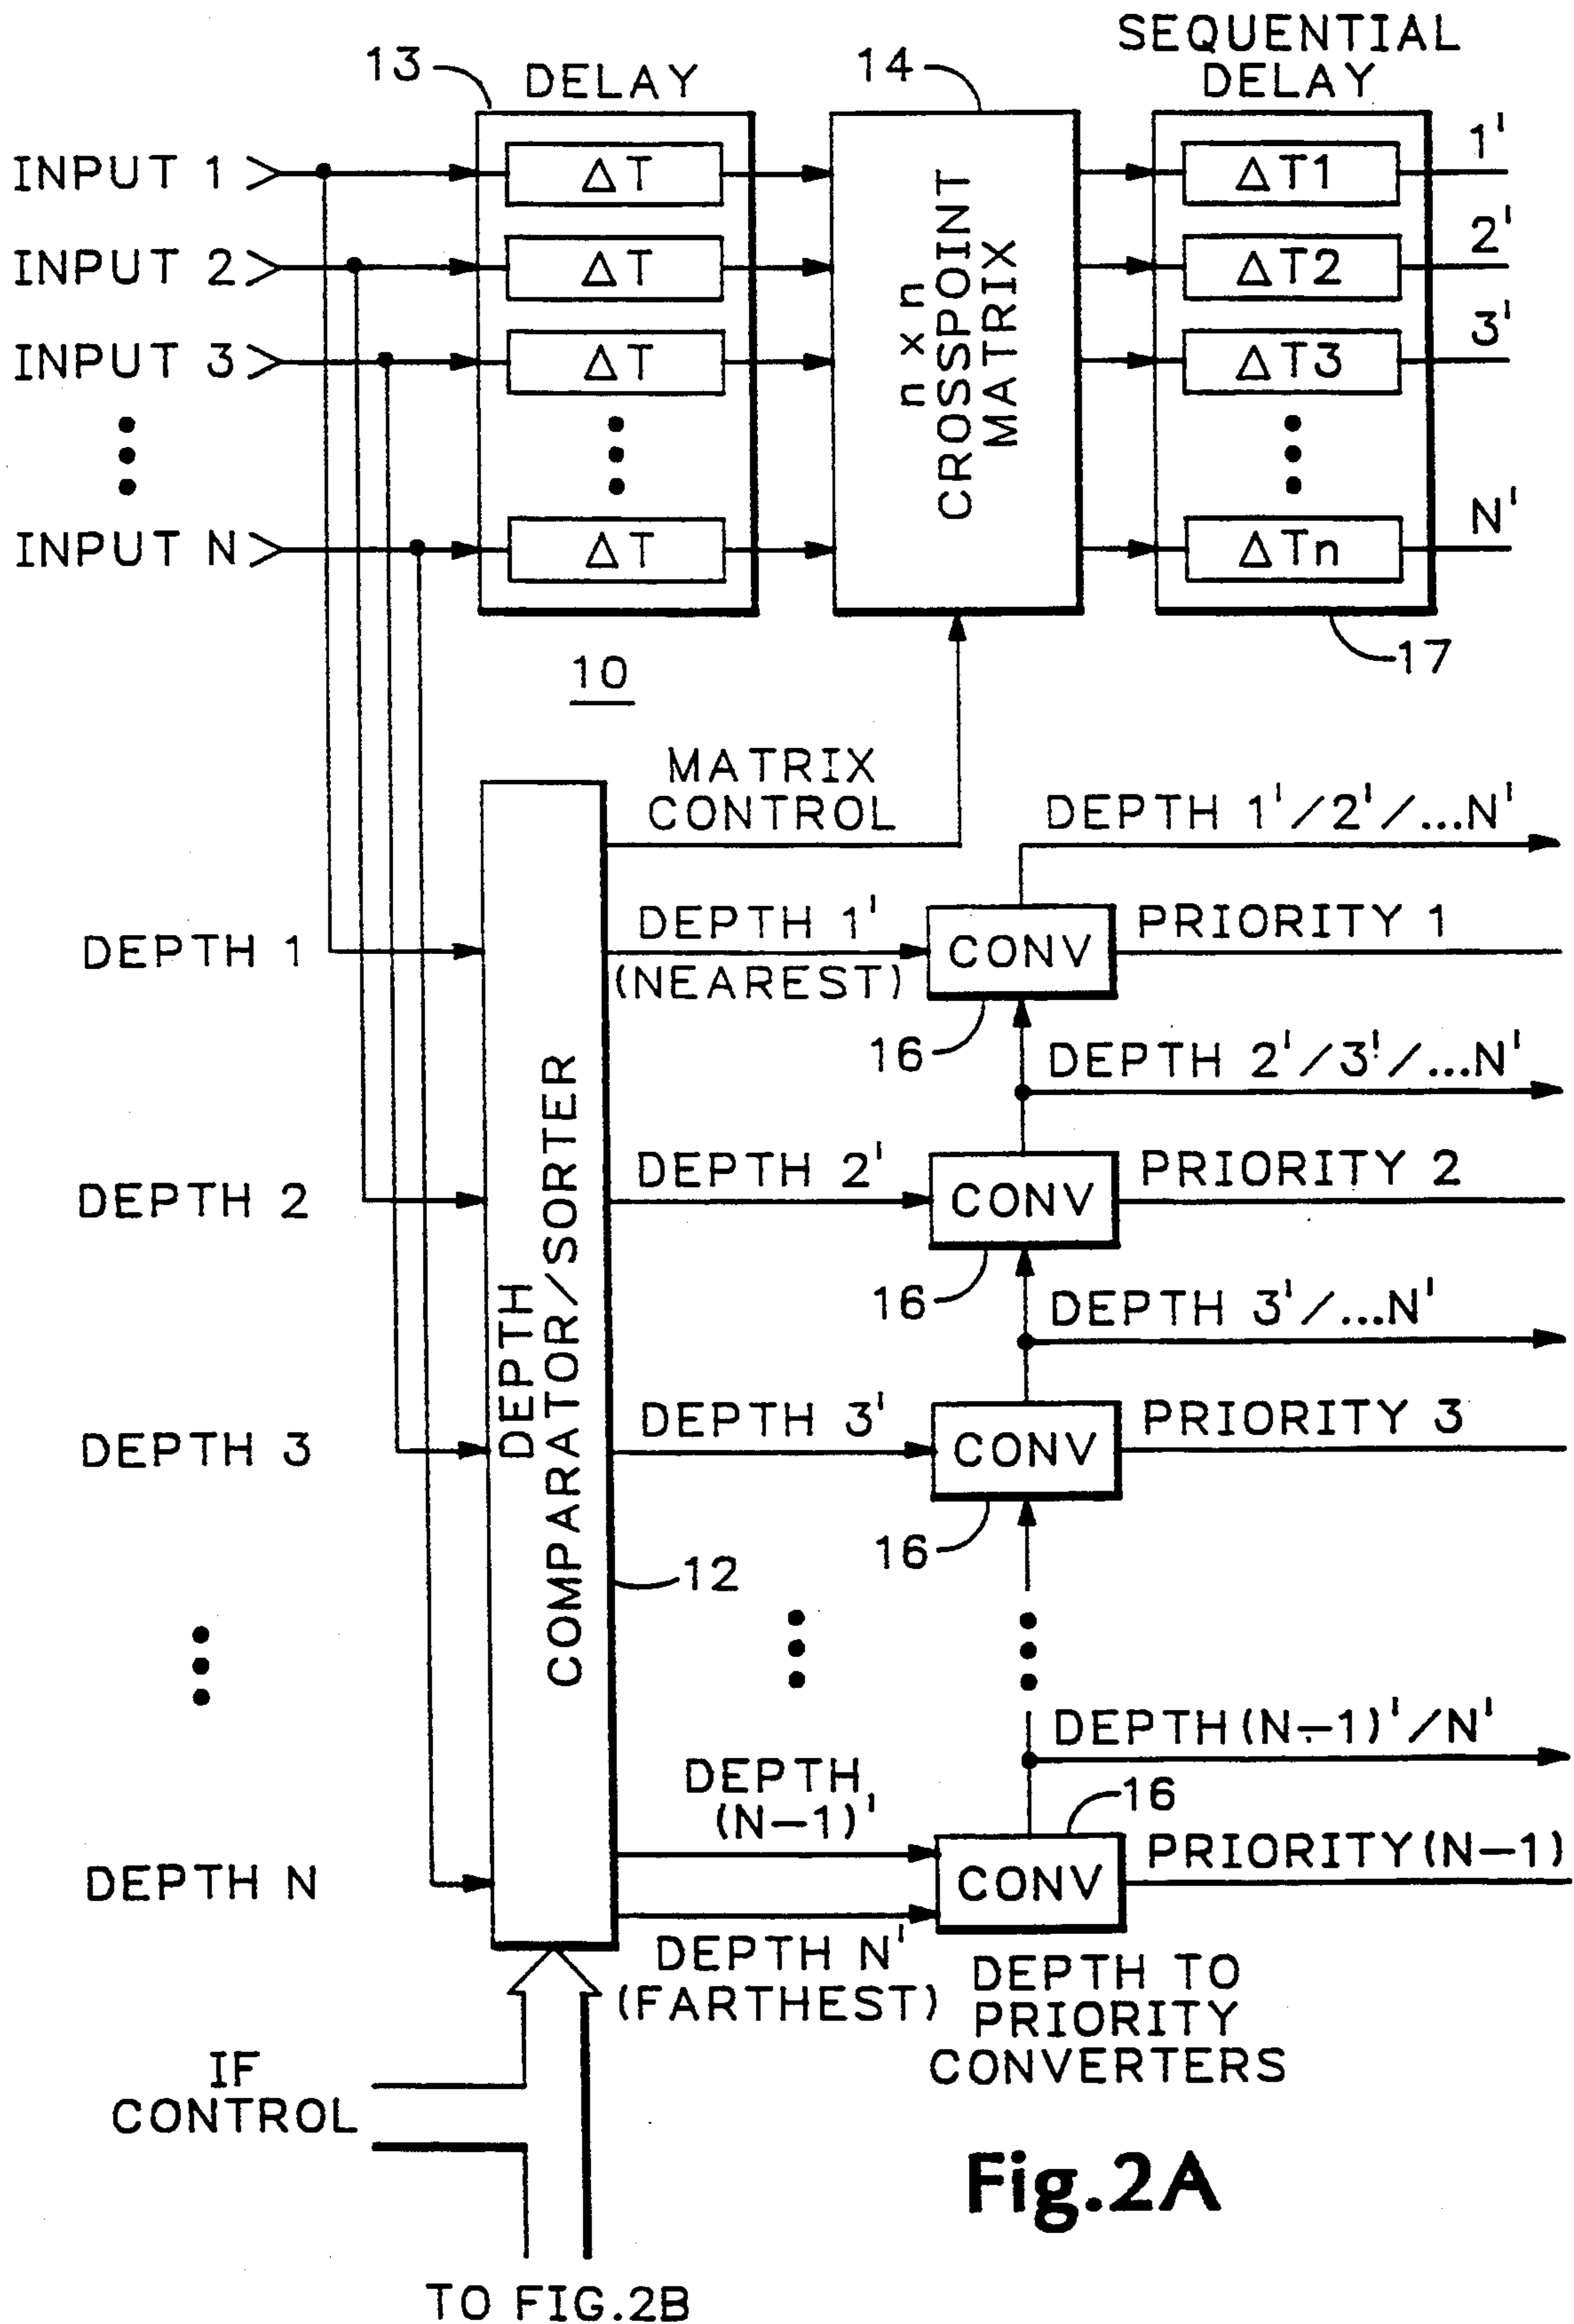 SEQUENTIAL
DELAY
13
DELAY
14
INPUT 1
ΔT
ΔT1
1'
INPUT 2
ΔT
ΔT2
2'
INPUT 3
ΔT
ΔT3
3'
INPUT N
ΔT
ΔTn
N'
n x n
CROSSPOINT
MATRIX
17
10
MATRIX
CONTROL
DEPTH 1'/2'/...N'
DEPTH 1
DEPTH 1'
(NEAREST)
CONV
PRIORITY 1
16
DEPTH 2'/3'/...N'
DEPTH 2
DEPTH 2'
CONV
PRIORITY 2
16
DEPTH 3'/...N'
DEPTH
COMPARATOR/SORTER
DEPTH 3
DEPTH 3'
CONV
PRIORITY 3
16
12
DEPTH(N-1)'/N'
DEPTH
(N-1)'
16
DEPTH N
CONV
PRIORITY(N-1)
DEPTH N'
(FARTHEST)
DEPTH TO
PRIORITY
CONVERTERS
IF
CONTROL
Fig.2A
TO FIG.2B